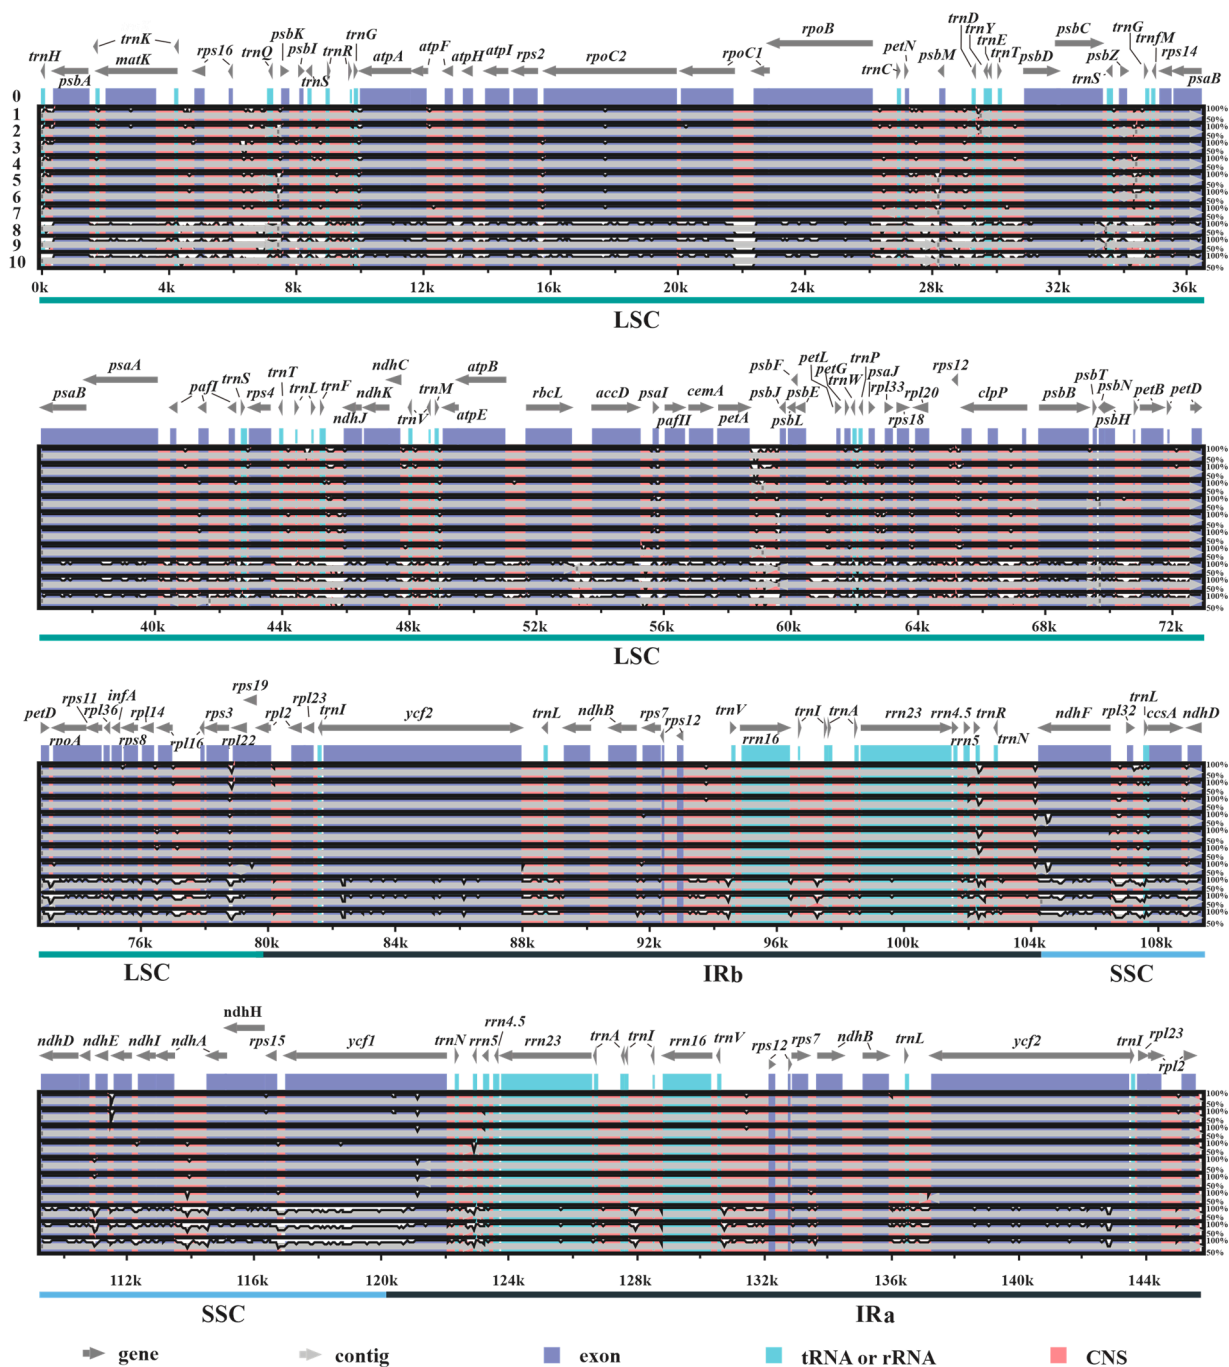 trnH psbA trnK matK rps16 trnQ psbK psbI trnS trnR trnG atpA atpF atpH atpI rps2 rpoC2 rpoC1 rpoB trnC petN psbM trnD trnY trnE trnT psbD psbC trnS psbZ trnG trnfM rps14 psaB
0
1
2
3
4
5
6
7
8
9
10
100%
50%
0k 4k 8k 12k 16k 20k 24k 28k 32k 36k
LSC
psaB psaA pafI trnS rps4 trnT trnL trnF ndhJ ndhK ndhC trnV trnM atpE atpB rbcL accD psaI pafII cemA petA psbJ psbF psbL psbE petL petG trnW trnP psaJ rpl33 rps18 rpl20 rps12 clpP psbB psbT psbN psbH petB petD
100%
50%
40k 44k 48k 52k 56k 60k 64k 68k 72k
LSC
petD rpoA rps11 rpl36 infA rps8 rpl14 rpl16 rps3 rpl22 rps19 rpl2 rpl23 trnI ycf2 trnL ndhB rps7 rps12 trnV rrn16 trnI trnA rrn23 rrn4.5 rrn5 trnR trnN ndhF rpl32 trnL ccsA ndhD
100%
50%
76k 80k 84k 88k 92k 96k 100k 104k 108k
LSC IRb SSC
ndhD ndhE ndhI ndhA ndhH rps15 ycf1 trnN rrn5 rrn4.5 rrn23 trnA trnI rrn16 trnV rps12 rps7 ndhB trnL ycf2 trnI rpl23 rpl2
100%
50%
112k 116k 120k 124k 128k 132k 136k 140k 144k
SSC IRa
gene contig exon tRNA or rRNA CNS